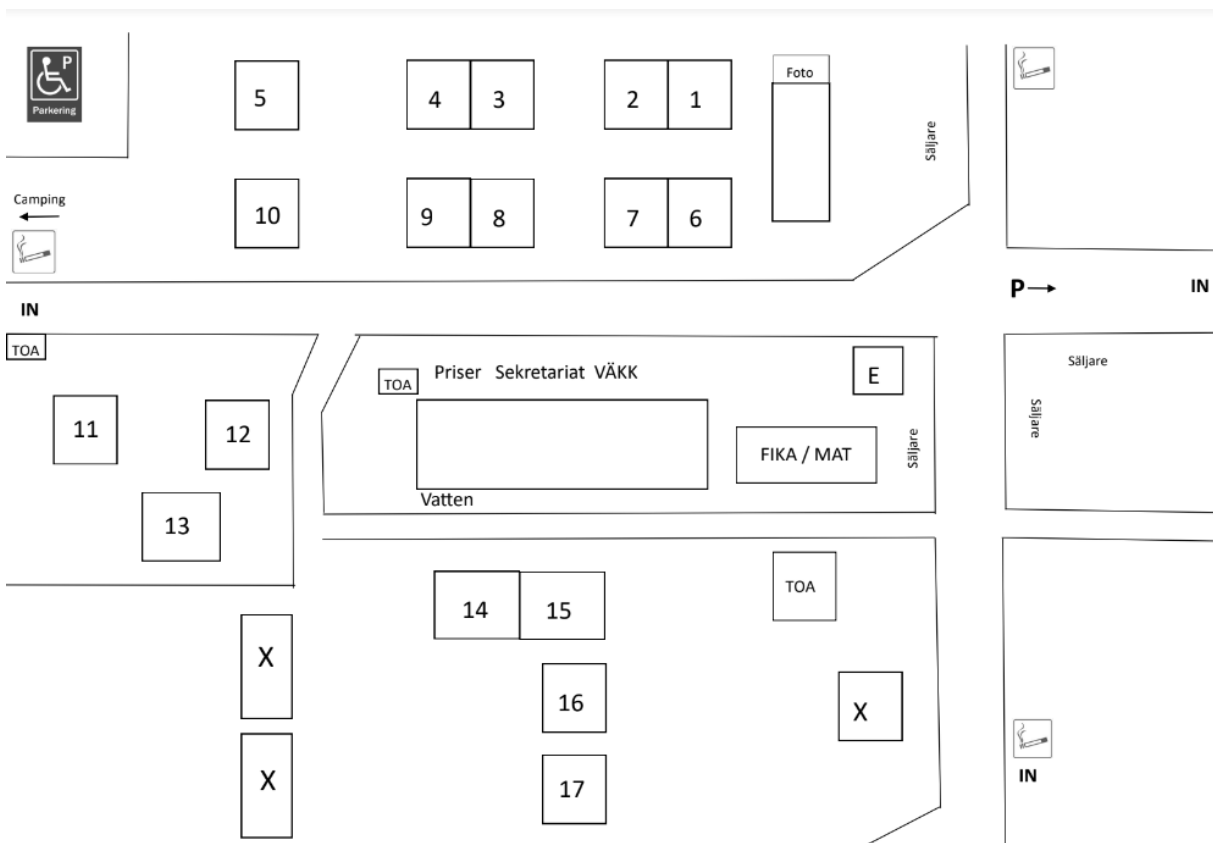 P
Parkering
5
4
3
2
1
Foto
Säljare
Camping
10
9
8
7
6
IN
P
IN
TOA
TOA
Priser Sekretariat VÄKK
E
Säljare
Säljare
11
12
FIKA / MAT
Säljare
Vatten
13
14
15
TOA
X
16
X
X
17
IN